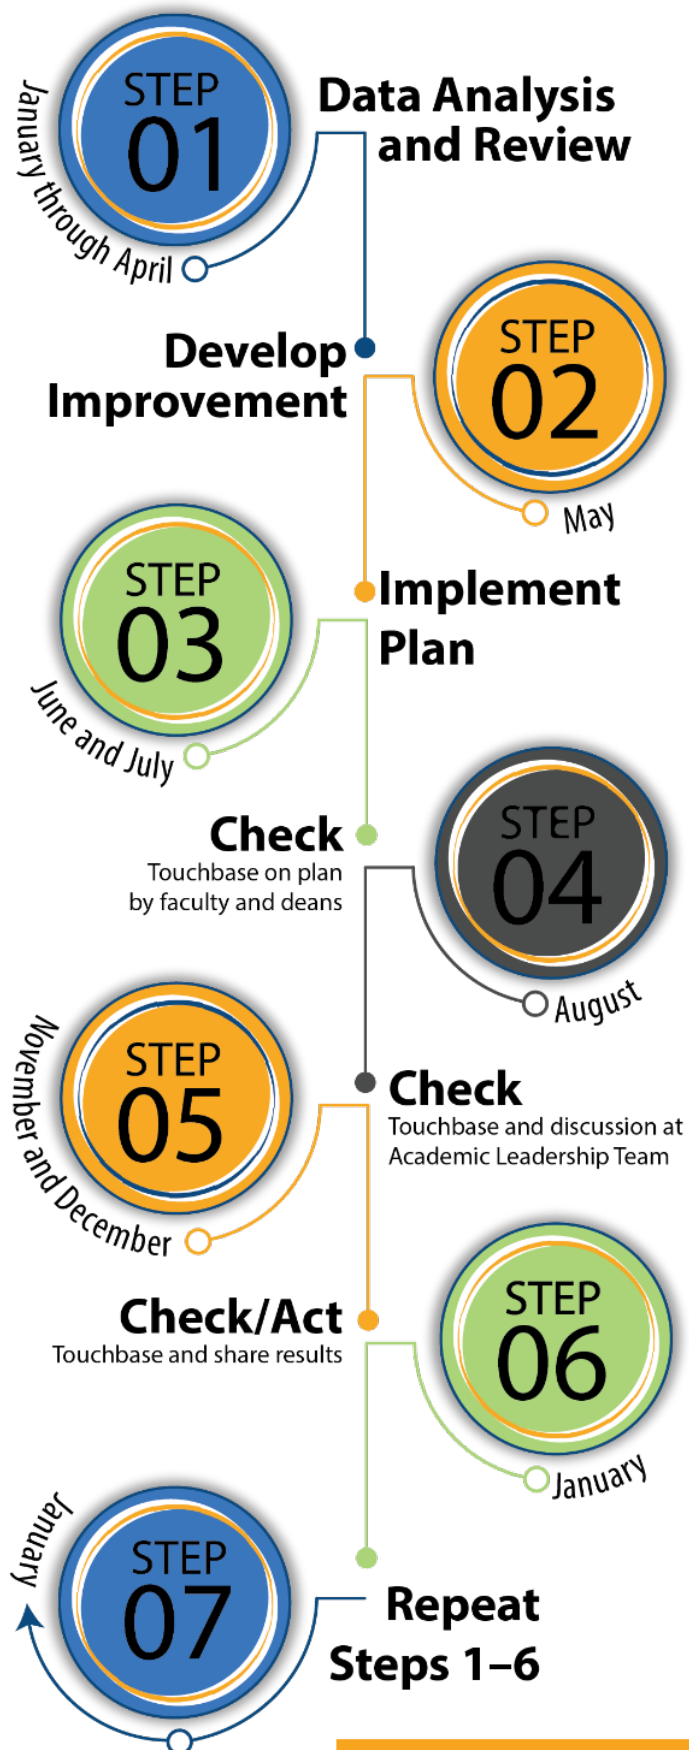 STEP
01
January through April
Data Analysis
and Review
STEP
02
May
Develop
Improvement
STEP
03
June and July
Implement
Plan
STEP
04
August
Check
Touchbase on plan
by faculty and deans
STEP
05
November and December
Check
Touchbase and discussion at
Academic Leadership Team
STEP
06
January
Check/Act
Touchbase and share results
STEP
07
January
Repeat
Steps 1–6